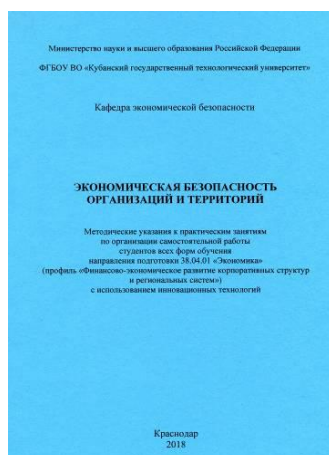 Министерство науки и высшего образования Российской Федерации
ФГБОУ ВО «Кубанский государственный технологический университет»
Кафедра экономической безопасности
ЭКОНОМИЧЕСКАЯ БЕЗОПАСНОСТЬ
ОРГАНИЗАЦИЙ И ТЕРРИТОРИЙ
Методические указания к практическим занятиям
по организации самостоятельной работы
студентов всех форм обучения
направления подготовки 38.04.01 «Экономика»
(профиль «Финансово-экономическое развитие корпоративных структур
и региональных систем»)
с использованием инновационных технологий
Краснодар
2018